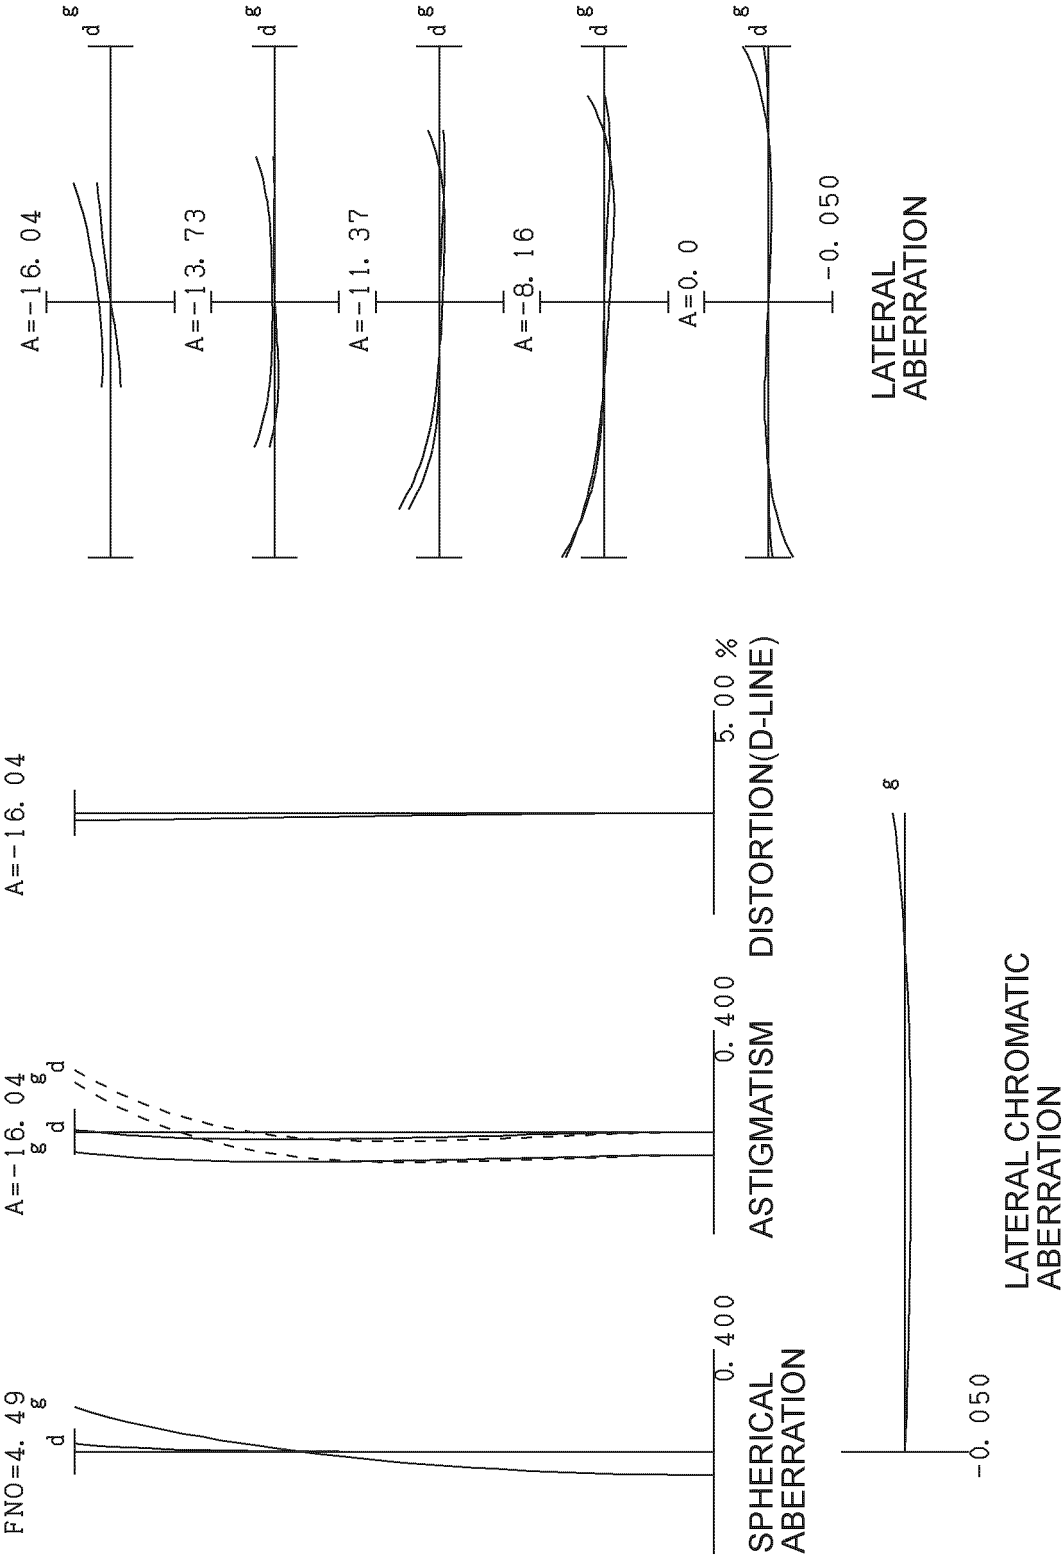 FNO=4. 49
d
g
0. 400
SPHERICAL
ABERRATION
A=-16. 04
g
d
g
d
0. 400
ASTIGMATISM
A=-16. 04
5. 00 %
DISTORTION(D-LINE)
g
-0. 050
LATERAL CHROMATIC
ABERRATION
A=-16. 04
g
d
A=-13. 73
g
d
A=-11. 37
g
d
A=-8. 16
g
d
A=0. 0
g
d
-0. 050
LATERAL
ABERRATION